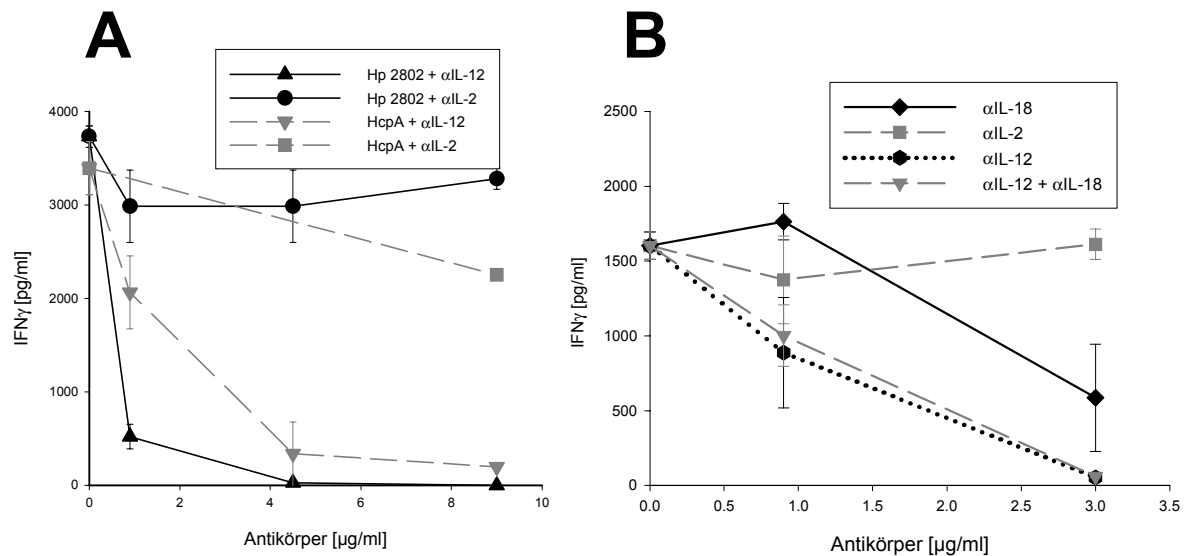 A
Hp 2802 + αIL-12
Hp 2802 + αIL-2
HcpA + αIL-12
HcpA + αIL-2
4000
3000
2000
1000
0
IFNγ [pg/ml]
0 2 4 6 8 10
Antikörper [µg/ml]
B
αIL-18
αIL-2
αIL-12
αIL-12 + αIL-18
2500
2000
1500
1000
500
0
IFNγ [pg/ml]
0.0 0.5 1.0 1.5 2.0 2.5 3.0 3.5
Antikörper [µg/ml]